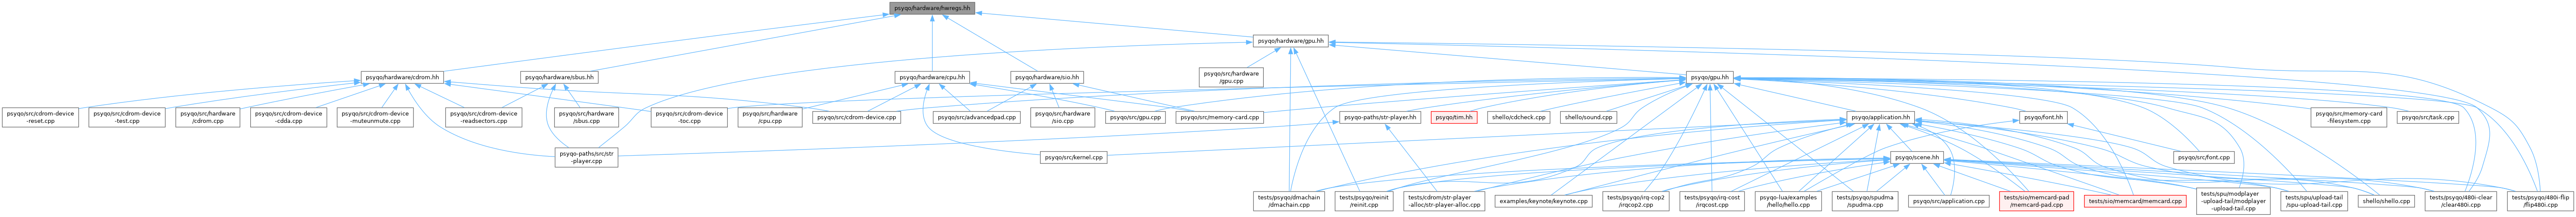 psyqo/hardware/hwregs.hh
psyqo/hardware/gpu.hh
psyqo/hardware/cdrom.hh
psyqo/hardware/sbus.hh
psyqo/hardware/cpu.hh
psyqo/hardware/sio.hh
psyqo/src/hardware
/gpu.cpp
psyqo/gpu.hh
psyqo/src/cdrom-device
-reset.cpp
psyqo/src/cdrom-device
-test.cpp
psyqo/src/hardware
/cdrom.cpp
psyqo/src/cdrom-device
-cdda.cpp
psyqo/src/cdrom-device
-muteunmute.cpp
psyqo/src/cdrom-device
-readsectors.cpp
psyqo/src/hardware
/sbus.cpp
psyqo/src/cdrom-device
-toc.cpp
psyqo/src/hardware
/cpu.cpp
psyqo/src/cdrom-device.cpp
psyqo/src/advancedpad.cpp
psyqo/src/hardware
/sio.cpp
psyqo/src/gpu.cpp
psyqo/src/memory-card.cpp
psyqo-paths/str-player.hh
psyqo/tim.hh
shello/cdcheck.cpp
shello/sound.cpp
psyqo/application.hh
psyqo/font.hh
psyqo/src/memory-card
-filesystem.cpp
psyqo/src/task.cpp
psyqo-paths/src/str
-player.cpp
psyqo/src/kernel.cpp
psyqo/scene.hh
psyqo/src/font.cpp
tests/psyqo/dmachain
/dmachain.cpp
tests/psyqo/reinit
/reinit.cpp
tests/cdrom/str-player
-alloc/str-player-alloc.cpp
examples/keynote/keynote.cpp
tests/psyqo/irq-cop2
/irqcop2.cpp
tests/psyqo/irq-cost
/irqcost.cpp
psyqo-lua/examples
/hello/hello.cpp
tests/psyqo/spudma
/spudma.cpp
psyqo/src/application.cpp
tests/sio/memcard-pad
/memcard-pad.cpp
tests/sio/memcard/memcard.cpp
tests/spu/modplayer
-upload-tail/modplayer
-upload-tail.cpp
tests/spu/upload-tail
/spu-upload-tail.cpp
shello/shello.cpp
tests/psyqo/480i-clear
/clear480i.cpp
tests/psyqo/480i-flip
/flip480i.cpp